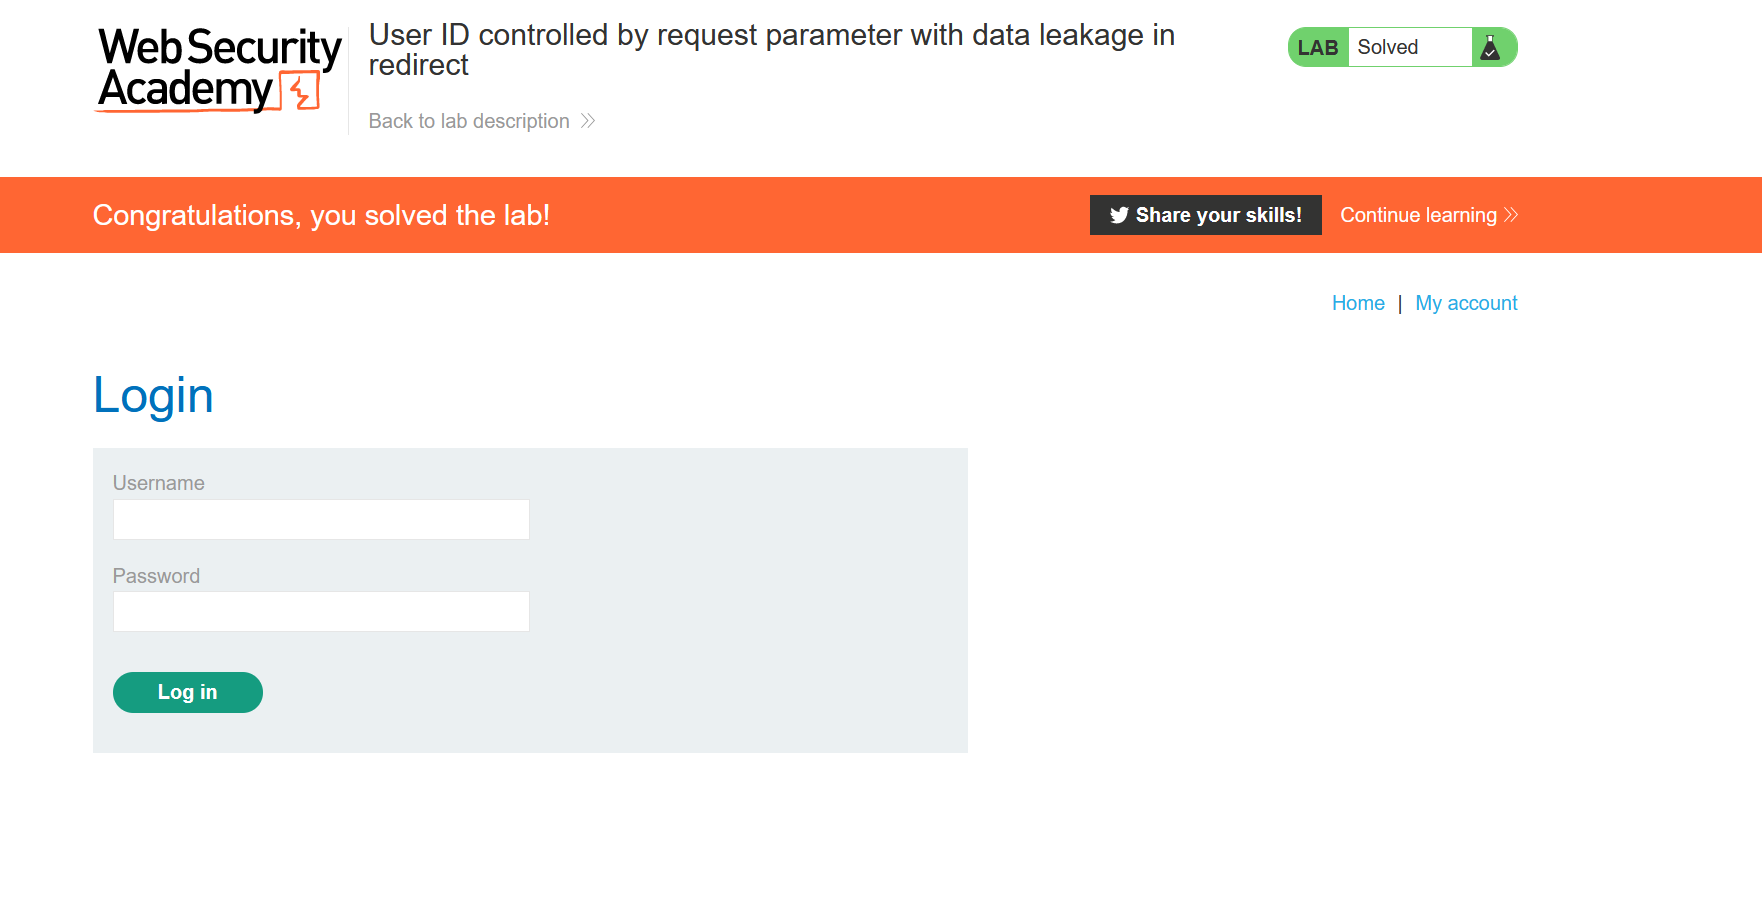 Web Security
Academy
User ID controlled by request parameter with data leakage in
redirect
Back to lab description
LAB Solved
Congratulations, you solved the lab!
Share your skills! Continue learning
Home | My account
Login
Username
Password
Log in